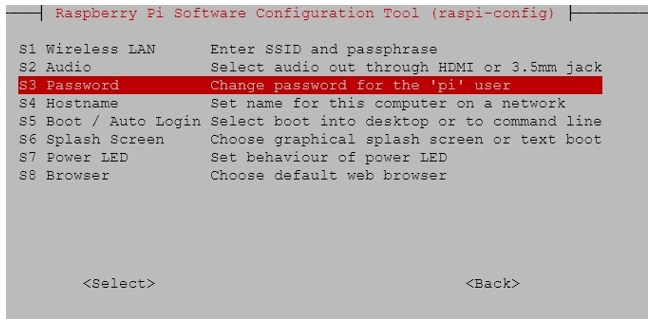 Raspberry Pi Software Configuration Tool (raspi-config)
S1 Wireless LAN Enter SSID and passphrase
S2 Audio Select audio out through HDMI or 3.5mm jack
S3 Password Change password for the 'pi' user
S4 Hostname Set name for this computer on a network
S5 Boot / Auto Login Select boot into desktop or to command line
S6 Splash Screen Choose graphical splash screen or text boot
S7 Power LED Set behaviour of power LED
S8 Browser Choose default web browser
<Select> <Back>